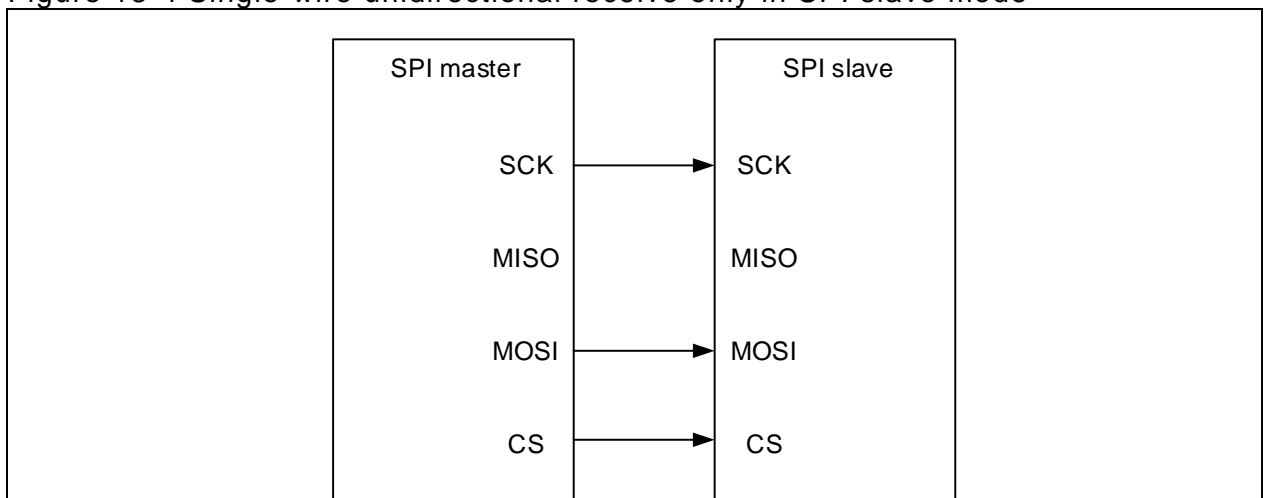 Figure Single-wire unidirectional receive-only in SPI slave mode
SPI master SPI slave
SCK SCK
MISO MISO
MOSI MOSI
CS CS